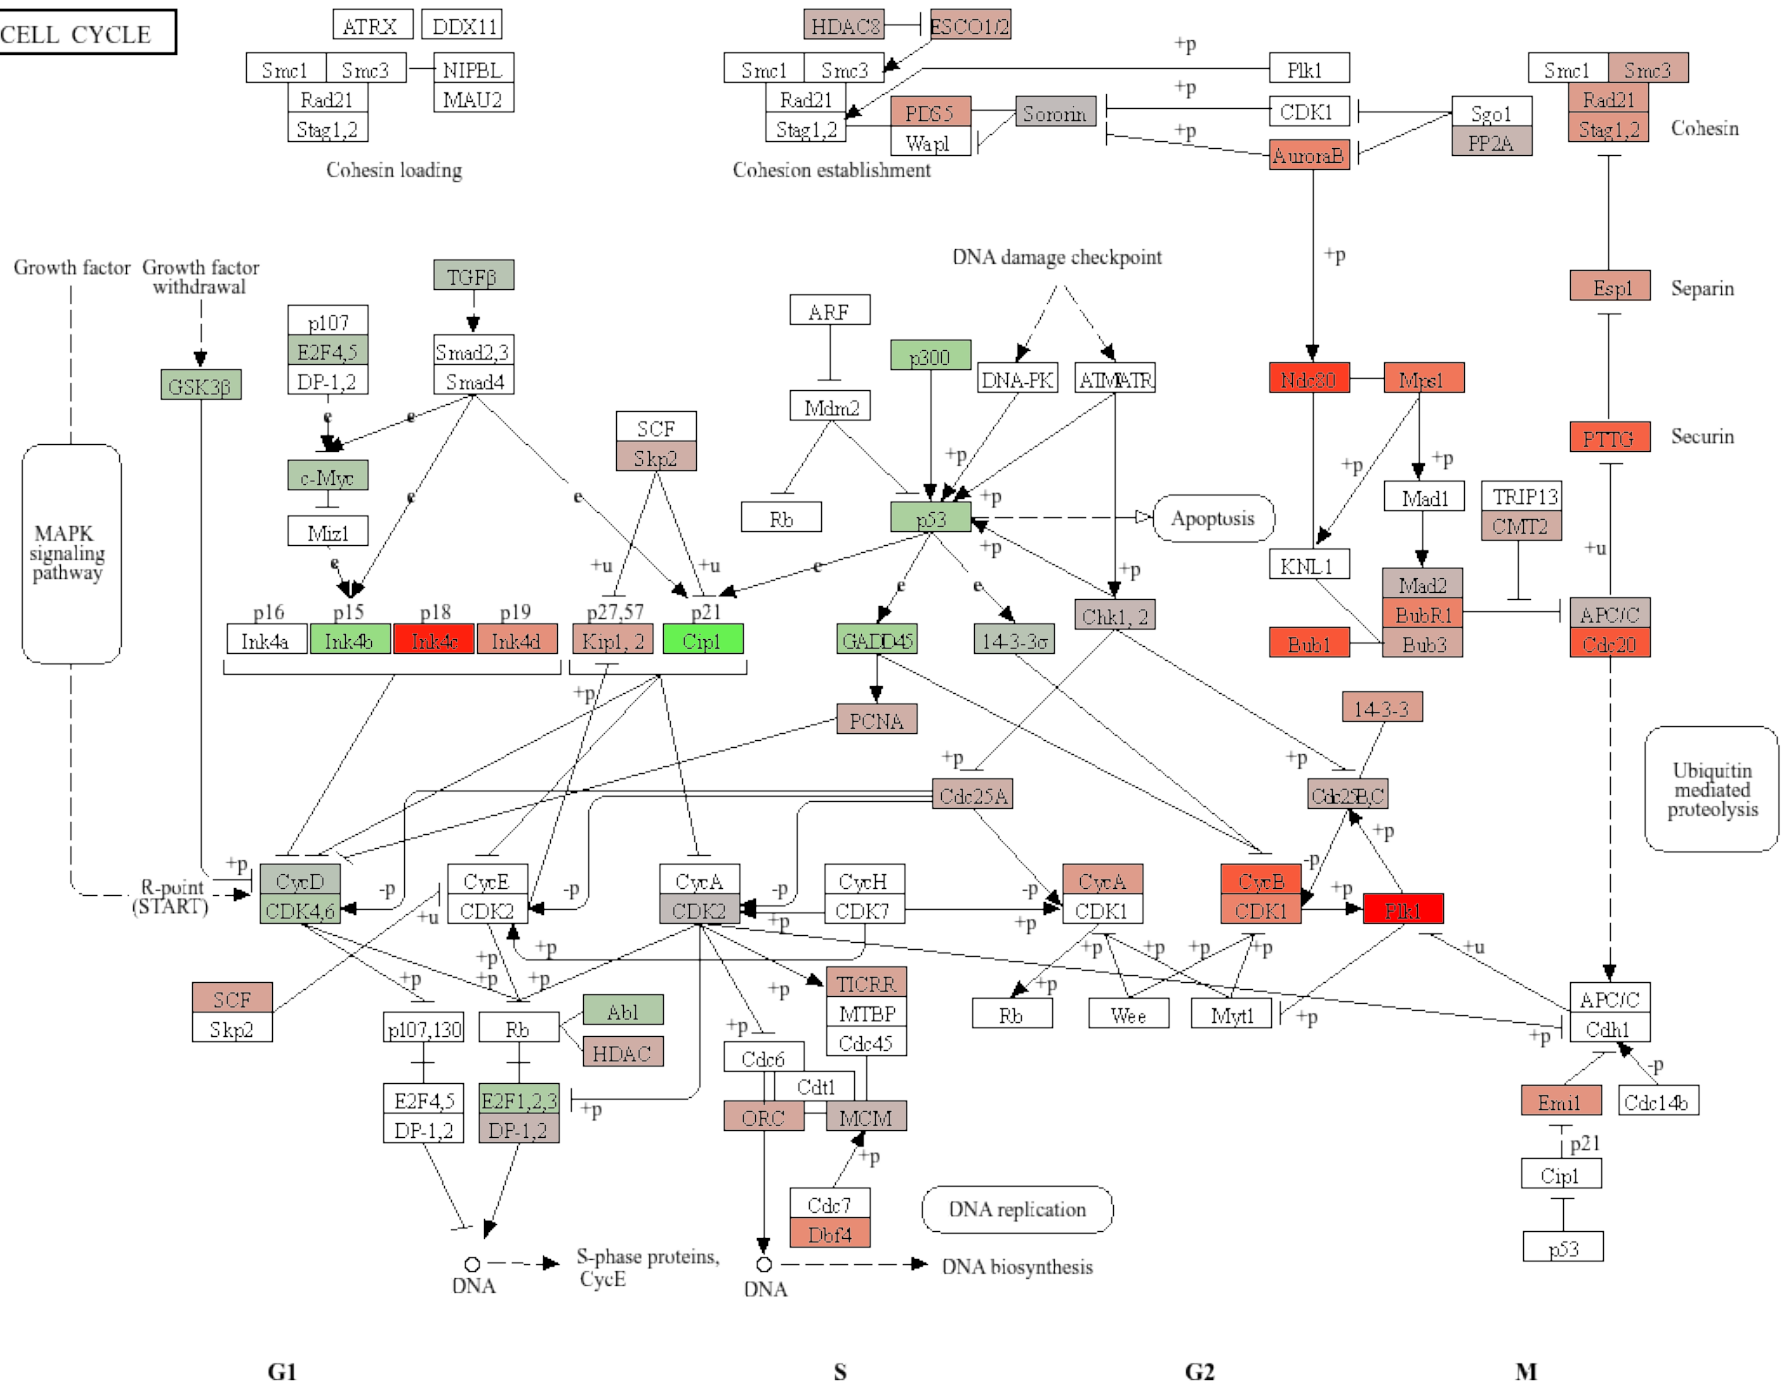 CELL CYCLE
ATRX
DDX11
Smc1
Smc3
NIPBL
MAU2
Rad21
Stag1,2
Cohesin loading
HDAC8
ESCO1/2
Smc1
Smc3
Rad21
Stag1,2
PDS5
Wapl
Sororin
Cohesion establishment
+p
+p
+p
Plk1
CDK1
AuroraB
Sgo1
PP2A
Smc1
Smc3
Rad21
Stag1,2
Cohesin
Growth factor
Growth factor
withdrawal
TGFβ
DNA damage checkpoint
+p
Esp1
Separin
p107
E2F4,5
DP-1,2
Smad2,3
Smad4
ARF
p300
DNA-PK
ATM/ATR
Ndc80
Mps1
GSK3β
e
e
Mdm2
SCF
Skp2
PTTG
Securin
+p
+p
+p
c-Myc
e
e
Miz1
e
Rb
p53
+p
+p
Apoptosis
Mad1
TRIP13
CMT2
MAPK
signaling
pathway
+u
+u
e
e
e
+p
KNL1
Mad2
BubR1
Bub3
Bub1
+u
APC/C
Cdc20
p16
p15
p18
p19
p27,57
p21
Ink4a
Ink4b
Ink4c
Ink4d
Kip1, 2
Cip1
GADD45
14-3-3σ
Chk1, 2
+p
PCNA
14-3-3
+p
+p
Cdc25A
Cdc25B,C
Ubiquitin
mediated
proteolysis
+p
+p
R-point
(START)
CycD
CDK4,6
-p
+u
CycE
CDK2
-p
CycA
CDK2
-p
+p
CycH
CDK7
-p
+p
CycA
CDK1
CycB
CDK1
-p
+p
Plk1
+p
+p
+p
+p
+u
+p
+p
+p
+p
+p
SCF
Skp2
p107,130
Rb
Abl
HDAC
TICRR
MTBP
Cdc45
+p
+p
Rb
Wee
Myt1
+p
+p
APC/C
Cdh1
Cdc6
Cdt1
E2F4,5
DP-1,2
E2F1,2,3
DP-1,2
+p
ORC
MCM
+p
Emi1
-p
Cdc14b
p21
Cip1
p53
Cdc7
Dbf4
DNA replication
DNA
S-phase proteins,
CycE
DNA
DNA biosynthesis
G1
S
G2
M